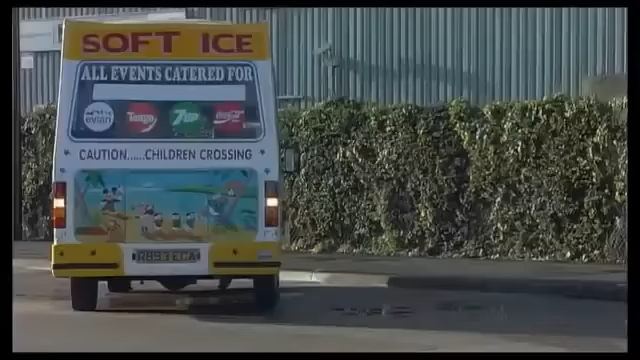 SOFT ICE
ALL EVENTS CATERED FOR
evian Tango 7UP Coca-Cola
CAUTION......CHILDREN CROSSING